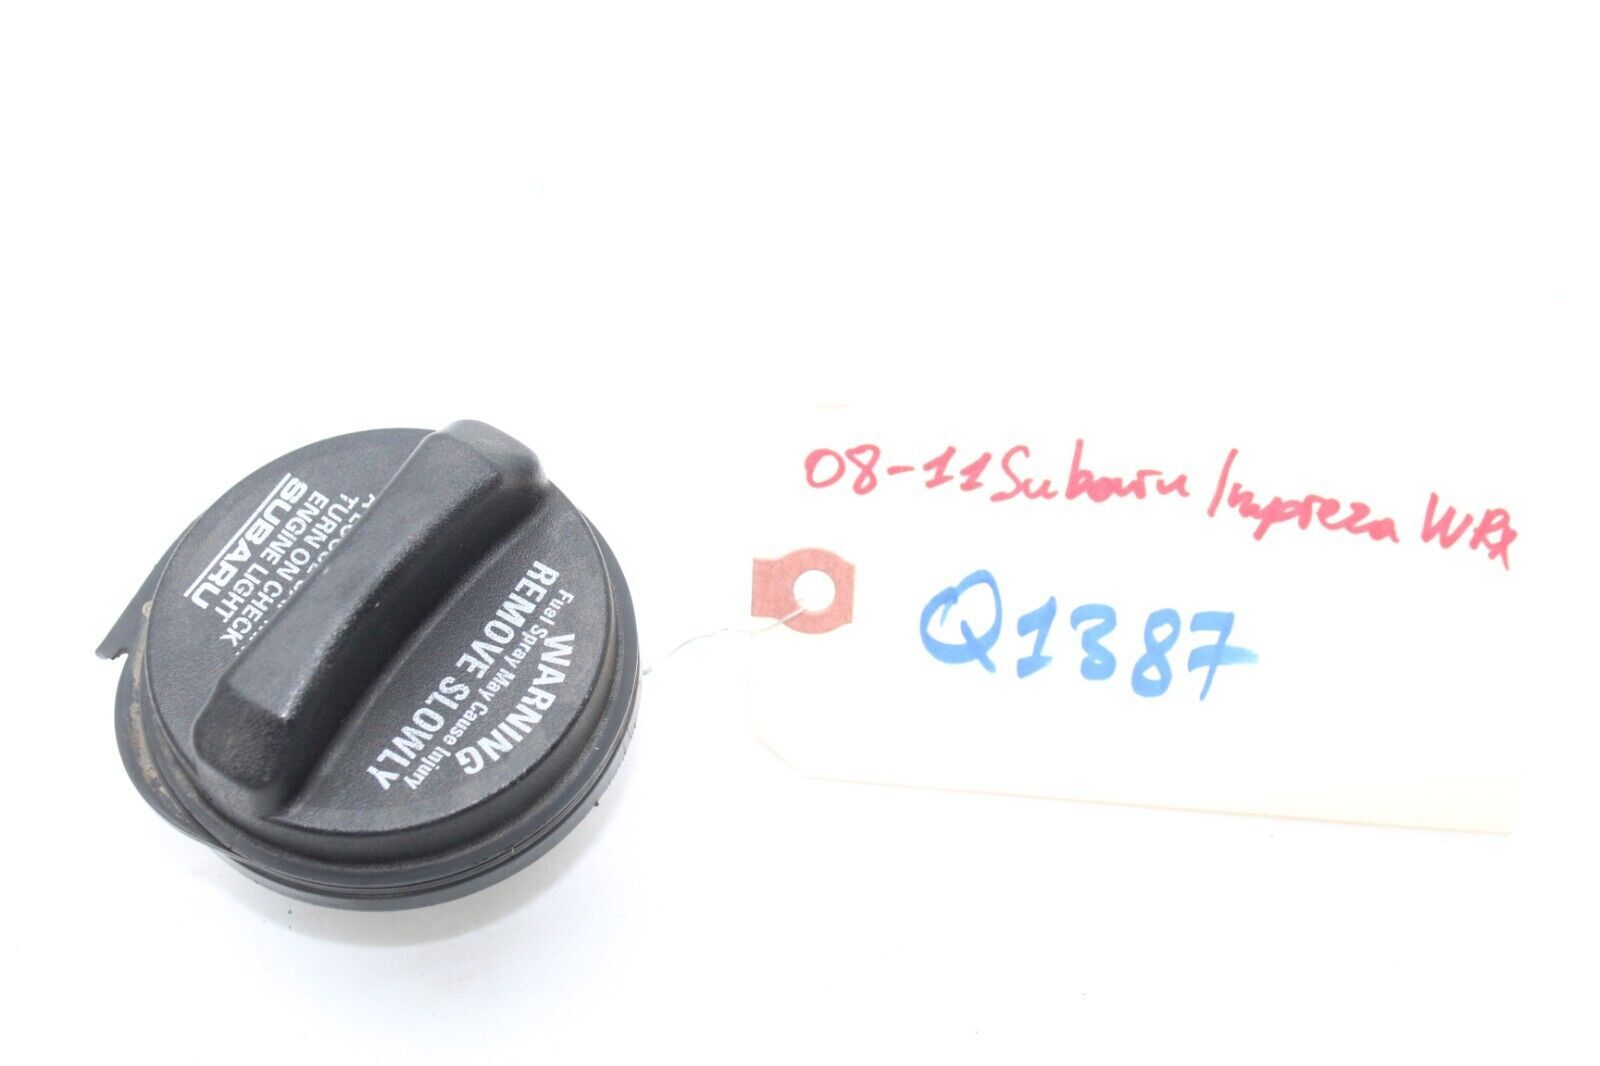 TURN ON CHECK
ENGINE LIGHT
SUBARU
WARNING
Fuel Spray May Cause Injury
REMOVE SLOWLY
08-11 Subaru Impreza WRX
Q1387